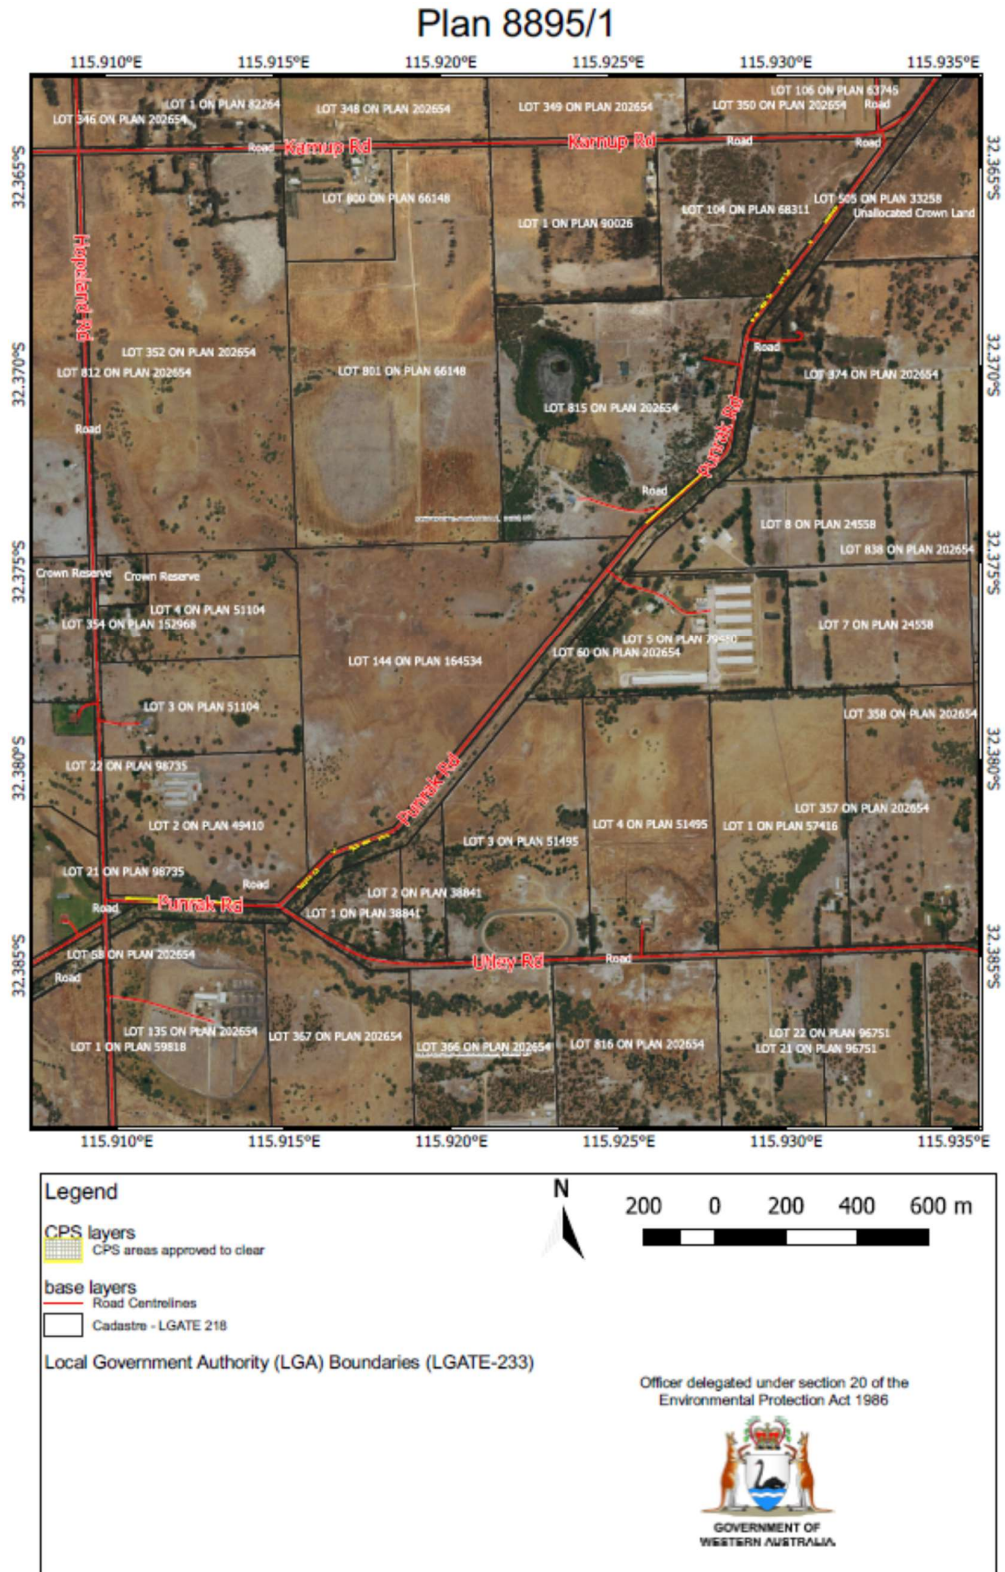 Plan 8895/1
115.910°E 115.915°E 115.920°E 115.925°E 115.930°E 115.935°E
LOT 106 ON PLAN 63745
LOT 1 ON PLAN 82264 LOT 348 ON PLAN 202654 LOT 349 ON PLAN 202654 LOT 350 ON PLAN 202654 Road
LOT 346 ON PLAN 202654
Road Karnup Rd Karnup Rd Road Road
32.365°S 32.365°S
LOT 800 ON PLAN 66148 LOT 505 ON PLAN 33258
LOT 104 ON PLAN 68311 Unallocated Crown Land
LOT 1 ON PLAN 90026
Hopeland Rd
Road
LOT 352 ON PLAN 202654
32.370°S 32.370°S
LOT 812 ON PLAN 202654 LOT 801 ON PLAN 66148 LOT 374 ON PLAN 202654
LOT 815 ON PLAN 202654
Punrak Rd
Road
Road
LOT 8 ON PLAN 24558
LOT 838 ON PLAN 202654
32.375°S 32.375°S
Crown Reserve Crown Reserve
LOT 4 ON PLAN 51104
LOT 354 ON PLAN 152968 LOT 7 ON PLAN 24558
LOT 5 ON PLAN 79480
LOT 60 ON PLAN 202654
LOT 144 ON PLAN 164534
LOT 3 ON PLAN 51104 LOT 358 ON PLAN 202654
32.380°S 32.380°S
LOT 22 ON PLAN 98735
Punrak Rd
LOT 357 ON PLAN 202654
LOT 2 ON PLAN 49410 LOT 4 ON PLAN 51495 LOT 1 ON PLAN 57416
LOT 3 ON PLAN 51495
LOT 21 ON PLAN 98735
Road
LOT 2 ON PLAN 38841
Road Punrak Rd
LOT 1 ON PLAN 38841
32.385°S 32.385°S
LOT 58 ON PLAN 202654
Utley Rd Road
Road
LOT 135 ON PLAN 202654 LOT 367 ON PLAN 202654 LOT 22 ON PLAN 96751
LOT 1 ON PLAN 59818 LOT 366 ON PLAN 202654 LOT 816 ON PLAN 202654 LOT 21 ON PLAN 96751
115.910°E 115.915°E 115.920°E 115.925°E 115.930°E 115.935°E
Legend
CPS layers
CPS areas approved to clear
base layers
Road Centrelines
Cadastre - LGATE 218
Local Government Authority (LGA) Boundaries (LGATE-233)
N
200 0 200 400 600 m
Officer delegated under section 20 of the
Environmental Protection Act 1986
GOVERNMENT OF
WESTERN AUSTRALIA